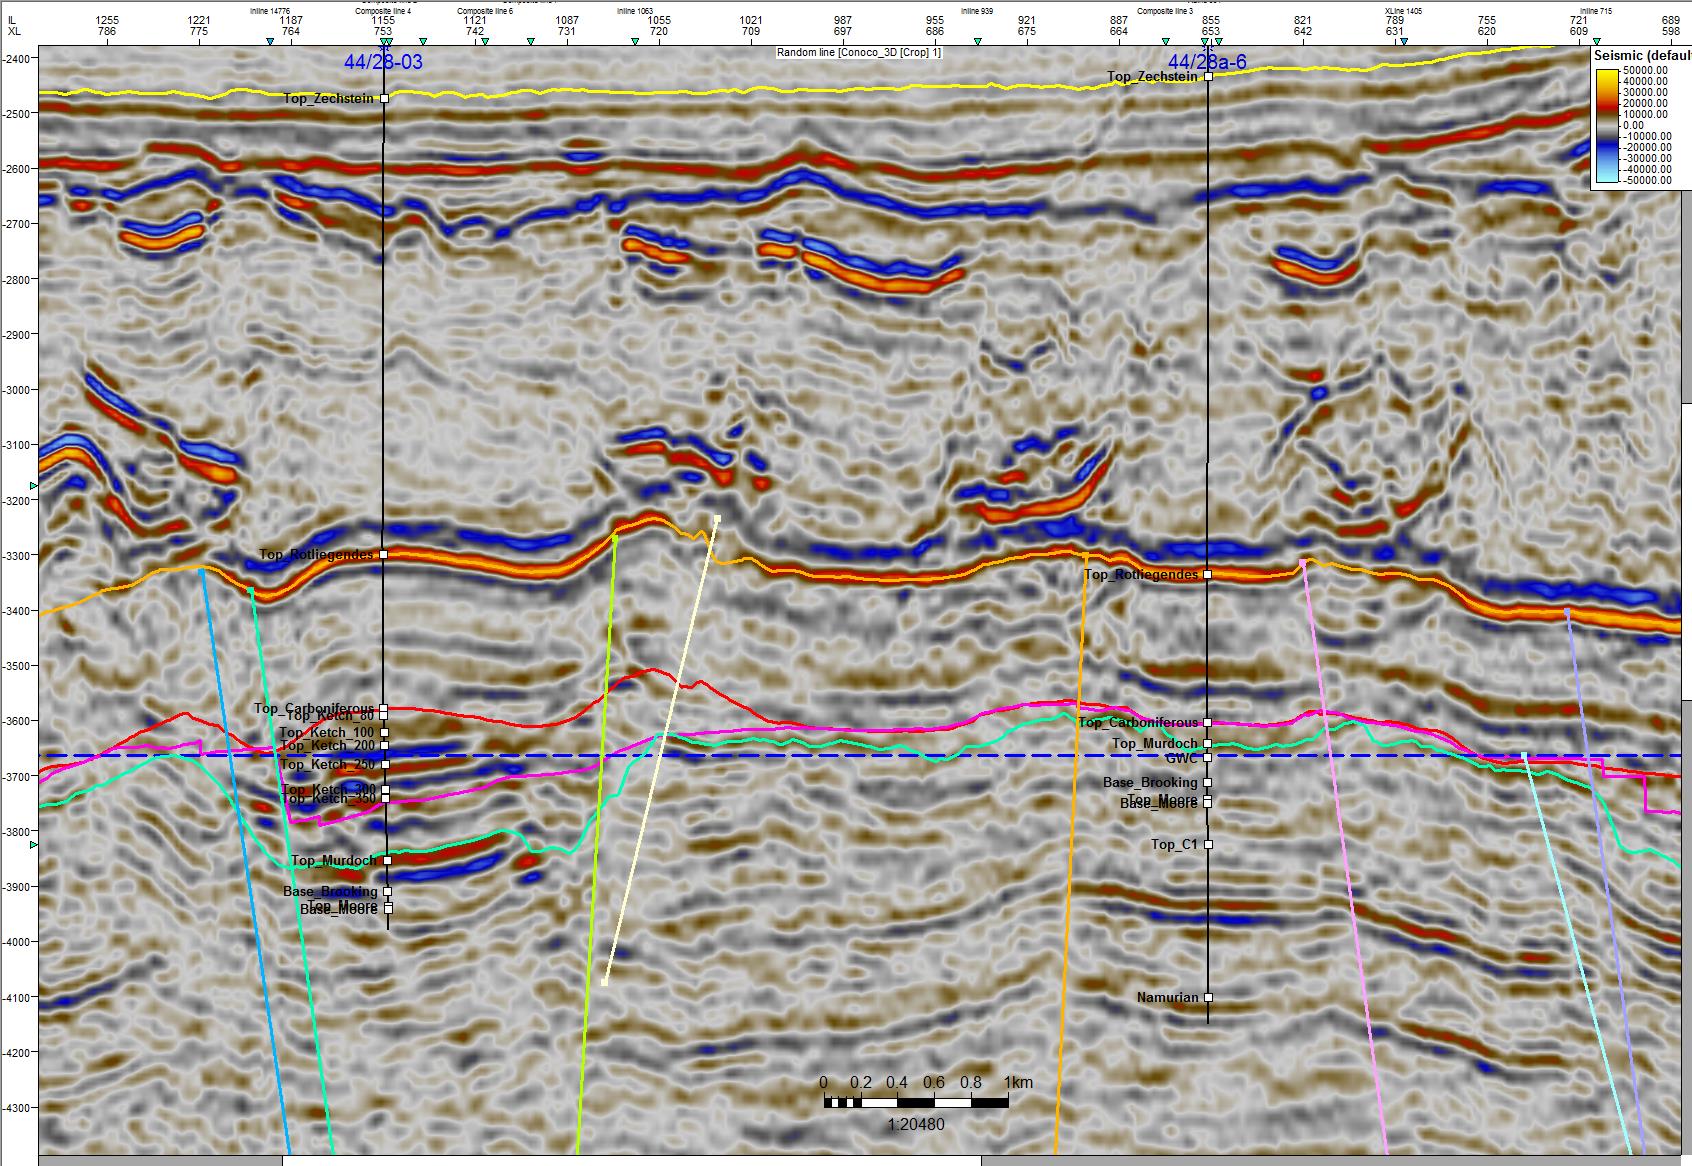 Inline 14776 Composite line 4 Composite line 6 Inline 1063 Inline 939 Composite line 3 XLine 1405 Inline 715
IL 1255 1221 1187 1155 1121 1087 1055 1021 987 955 921 887 855 821 789 755 721 689
XL 786 775 764 753 742 731 720 709 697 686 675 664 653 642 631 620 609 598
Random line [Conoco_3D [Crop] 1]
44/28-03
44/28a-6
Seismic (defaul
50000.00
40000.00
30000.00
20000.00
10000.00
0.00
-10000.00
-20000.00
-30000.00
-40000.00
-50000.00
-2400
-2500
-2600
-2700
-2800
-2900
-3000
-3100
-3200
-3300
-3400
-3500
-3600
-3700
-3800
-3900
-4000
-4100
-4200
-4300
Top_Zechstein
Top_Rotliegendes
Top_Carboniferous
Top_Ketch_80
Top_Ketch_100
Top_Ketch_200
Top_Ketch_250
Top_Ketch_300
Top_Ketch_350
Top_Murdoch
Base_Brooking
Top_Moore
Base_Moore
Top_Zechstein
Top_Rotliegendes
Top_Carboniferous
Top_Murdoch
GWC
Base_Brooking
Top_Moore
Base_Moore
Top_C1
Namurian
0 0.2 0.4 0.6 0.8 1km
1:20480